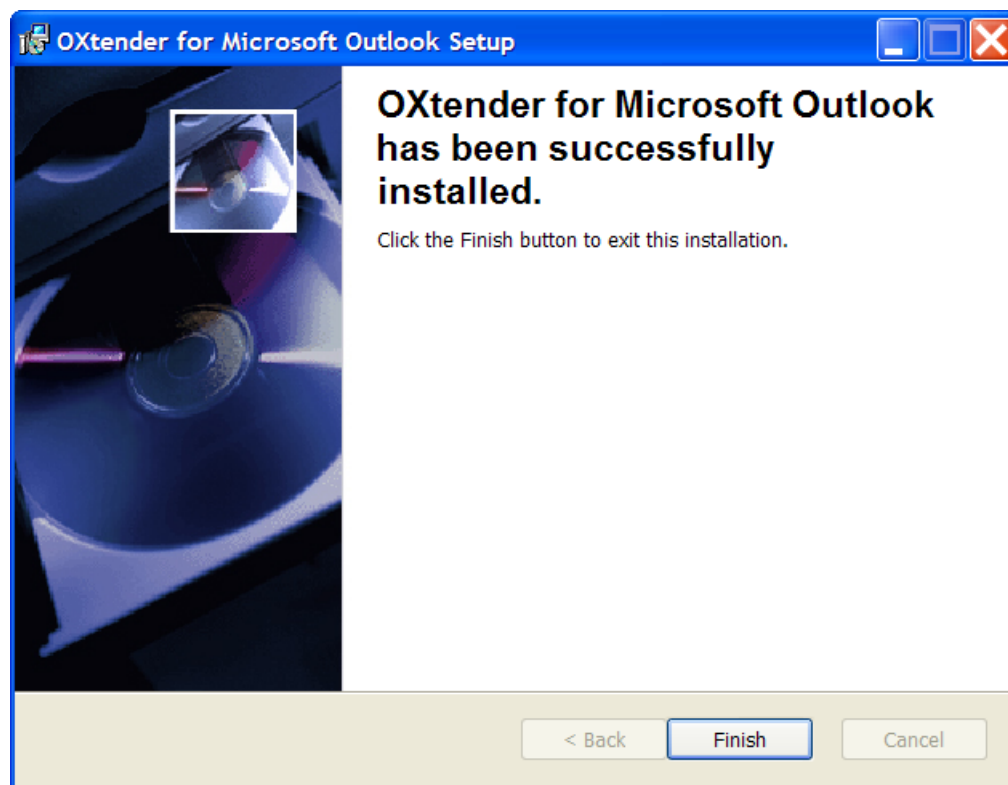 OXtender for Microsoft Outlook Setup
OXtender for Microsoft Outlook
has been successfully
installed.
Click the Finish button to exit this installation.
< Back
Finish
Cancel